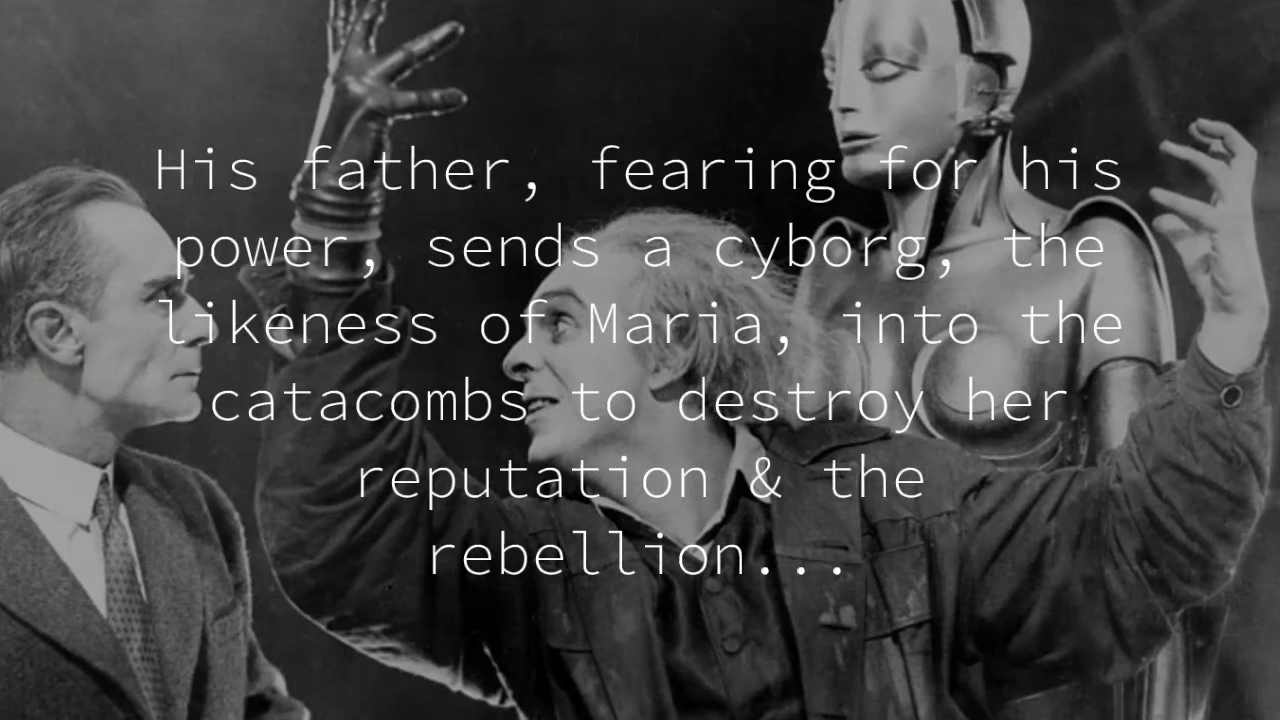 His father, fearing for his
power, sends a cyborg, the
likeness of Maria, into the
catacombs to destroy her
reputation & the
rebellion...